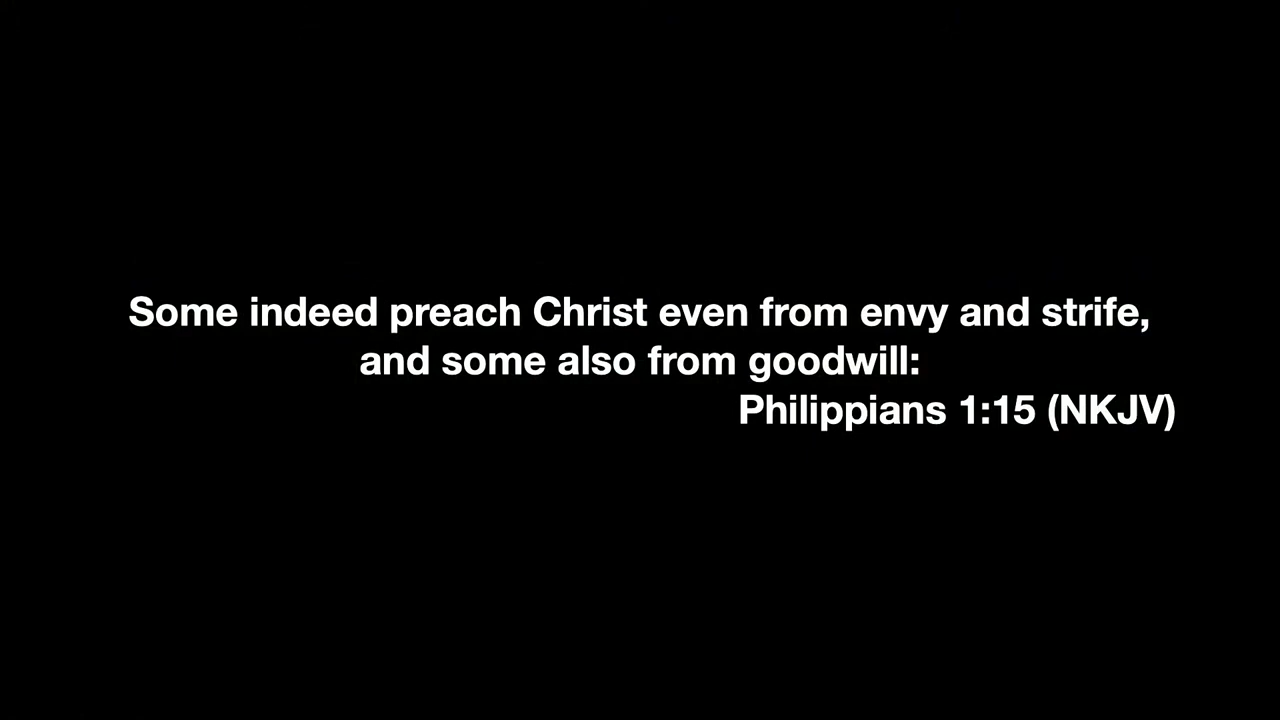 Some indeed preach Christ even from envy and strife,
and some also from goodwill:
Philippians 1:15 (NKJV)